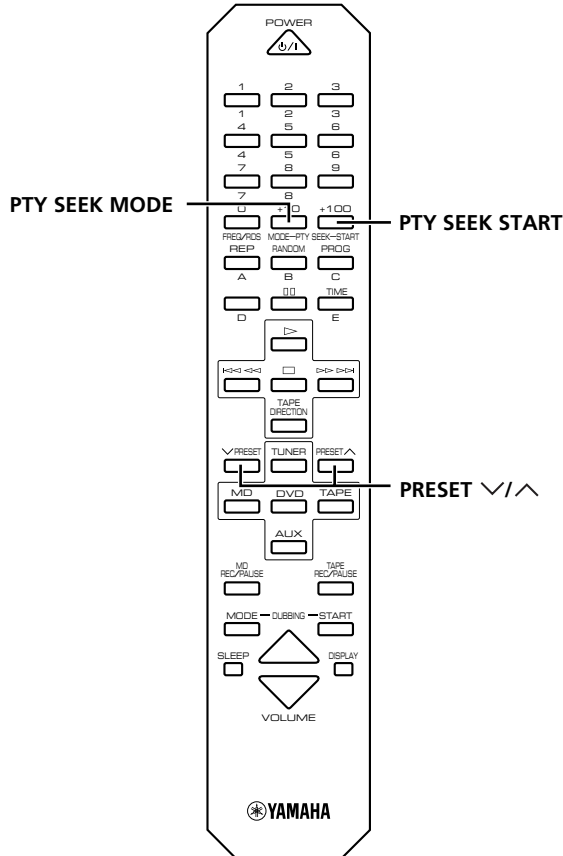 POWER
⏻/I
1 2 3
1 2 3
4 5 6
4 5 6
7 8 9
7 8
PTY SEEK MODE
0 +10 +100
PTY SEEK START
FREQ/RDS MODE–PTY SEEK–START
REP RANDOM PROG
A B C
TIME
D E
TAPE
DIRECTION
PRESET TUNER PRESET
MD DVD TAPE
PRESET
AUX
MD
REC/PAUSE
TAPE
REC/PAUSE
MODE – DUBBING – START
SLEEP DISPLAY
VOLUME
YAMAHA